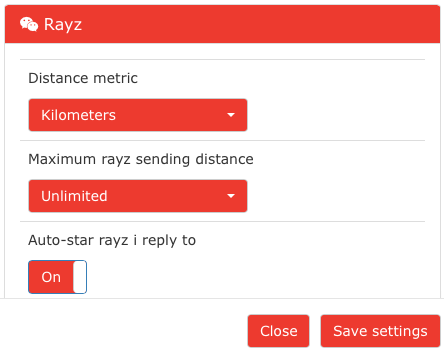 Rayz
Distance metric
Kilometers
Maximum rayz sending distance
Unlimited
Auto-star rayz i reply to
On
Close Save settings